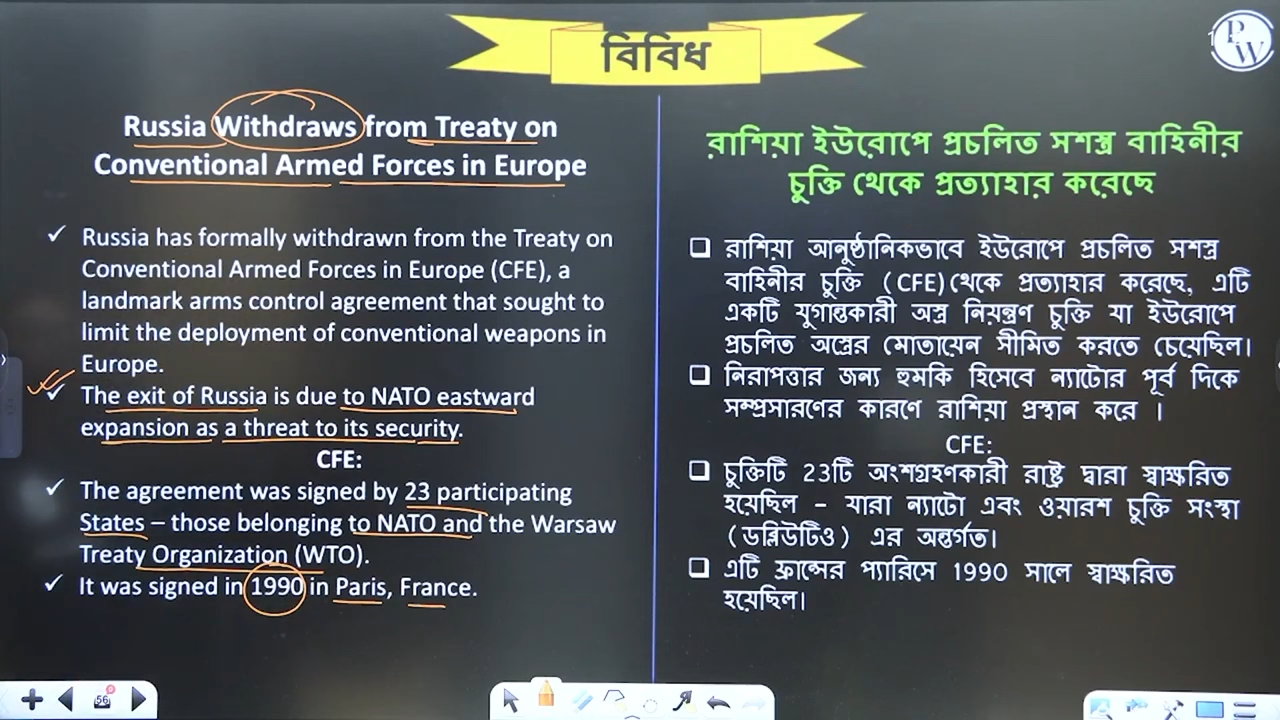 বিবিধ
PW
Russia Withdraws from Treaty on
Conventional Armed Forces in Europe
✓ Russia has formally withdrawn from the Treaty on
Conventional Armed Forces in Europe (CFE), a
landmark arms control agreement that sought to
limit the deployment of conventional weapons in
Europe.
✓ The exit of Russia is due to NATO eastward
expansion as a threat to its security.
CFE:
✓ The agreement was signed by 23 participating
States – those belonging to NATO and the Warsaw
Treaty Organization (WTO).
✓ It was signed in 1990 in Paris, France.
রাশিয়া ইউরোপে প্রচলিত সশস্ত্র বাহিনীর
চুক্তি থেকে প্রত্যাহার করেছে
❑ রাশিয়া আনুষ্ঠানিকভাবে ইউরোপে প্রচলিত সশস্ত্র
বাহিনীর চুক্তি (CFE) থেকে প্রত্যাহার করেছে, এটি
একটি যুগান্তকারী অস্ত্র নিয়ন্ত্রণ চুক্তি যা ইউরোপে
প্রচলিত অস্ত্রের মোতায়েন সীমিত করতে চেয়েছিল।
❑ নিরাপত্তার জন্য হুমকি হিসেবে ন্যাটোর পূর্ব দিকে
সম্প্রসারণের কারণে রাশিয়া প্রস্থান করে ।
CFE:
❑ চুক্তিটি 23টি অংশগ্রহণকারী রাষ্ট্র দ্বারা স্বাক্ষরিত
হয়েছিল – যারা ন্যাটো এবং ওয়ারশ চুক্তি সংস্থা
(ডব্লিউটিও) এর অন্তর্গত।
❑ এটি ফ্রান্সের প্যারিসে 1990 সালে স্বাক্ষরিত
হয়েছিল।
56